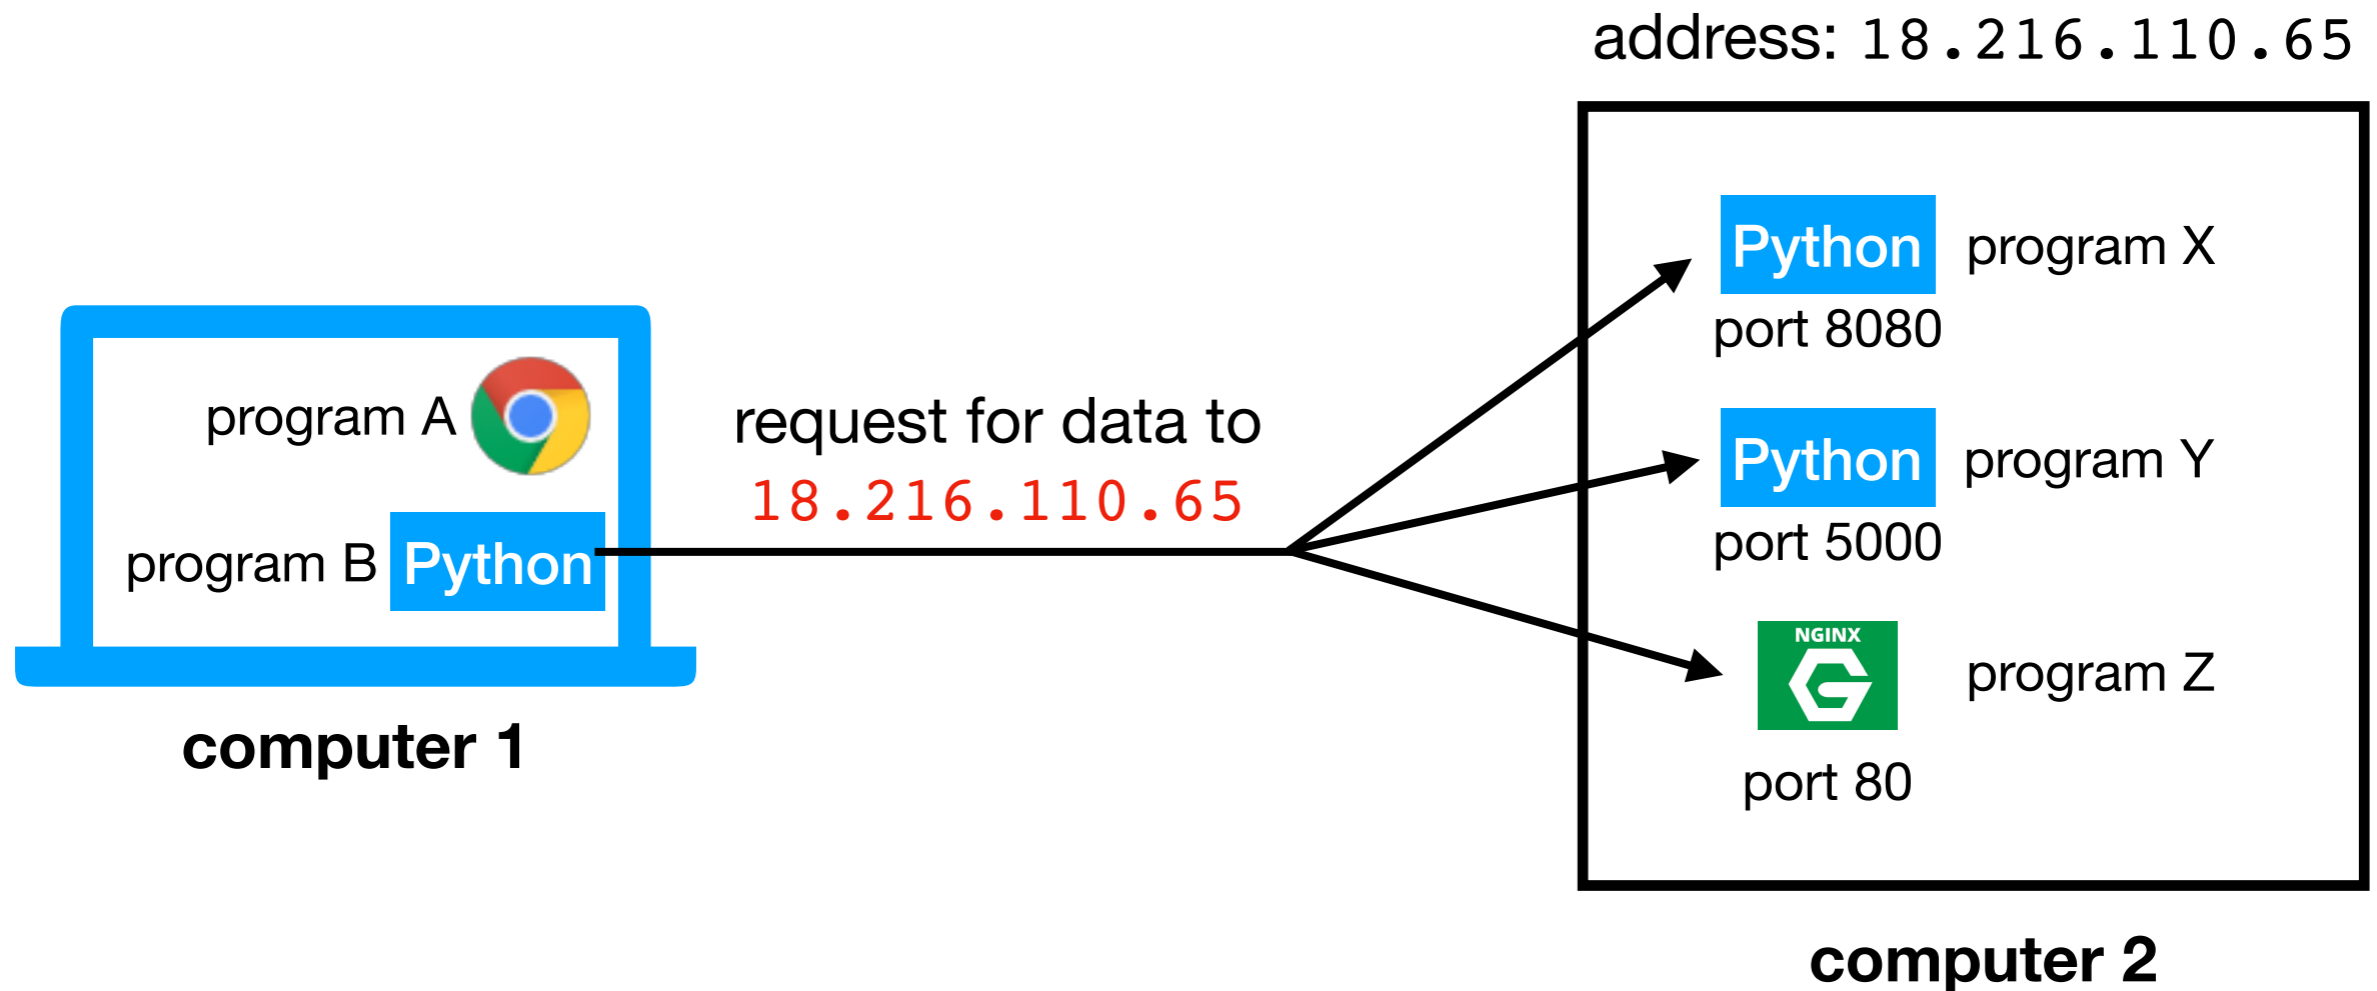 address: 18.216.110.65
Python program X
port 8080
program A
request for data to
18.216.110.65
Python program Y
port 5000
program B Python
NGINX
program Z
port 80
computer 1
computer 2